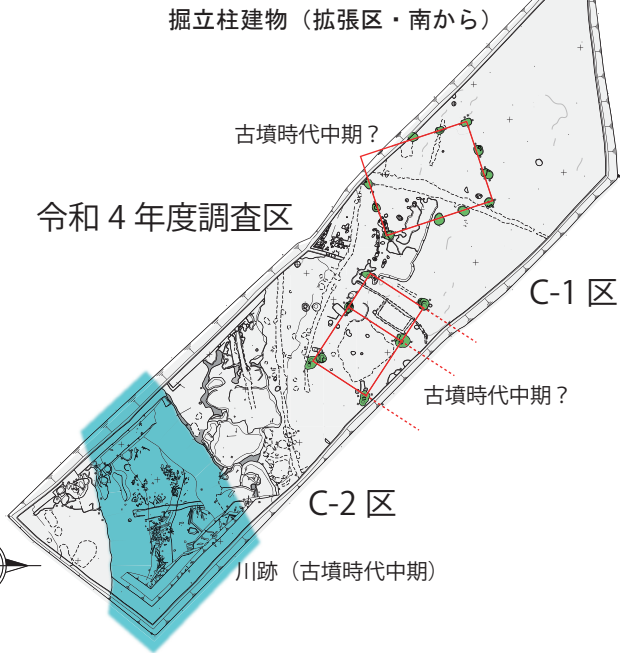 掘立柱建物（拡張区・南から）
古墳時代中期？
令和 4 年度調査区
C-1 区
古墳時代中期？
C-2 区
川跡（古墳時代中期）